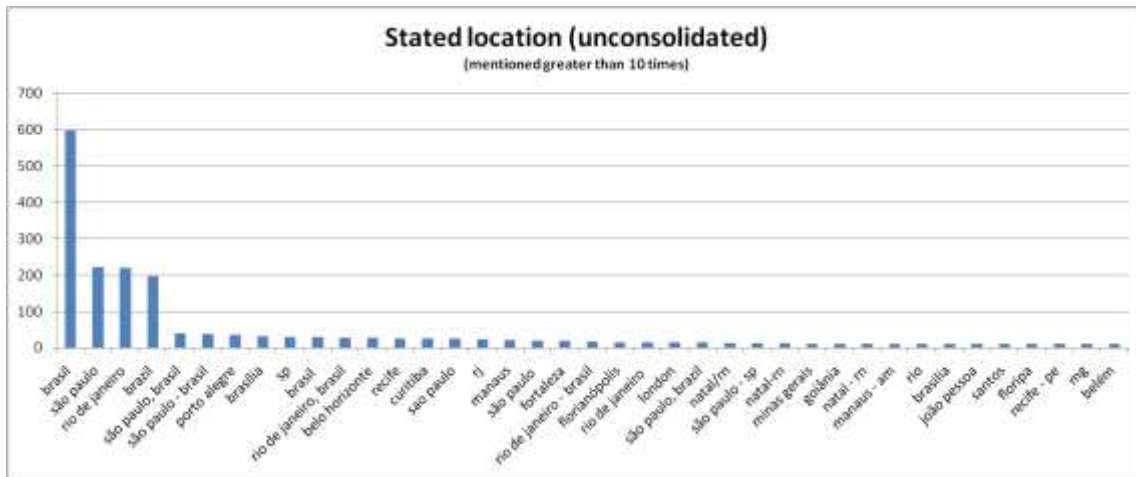 Stated location (unconsolidated)
(mentioned greater than 10 times)
700
600
500
400
300
200
100
0
brasil
são paulo
rio de janeiro
brazil
são paulo, brasil
são paulo - brasil
porto alegre
brasília
sp
brasil
rio de janeiro, brasil
belo horizonte
recife
curitiba
sao paulo
rj
manaus
são paulo
fortaleza
rio de janeiro - brasil
florianópolis
rio de janeiro
london
são paulo, brazil
natal/rn
são paulo - sp
natal-rn
minas gerais
goiânia
natal - rn
manaus - am
rio
brasilia
joão pessoa
santos
floripa
recife - pe
mg
belém